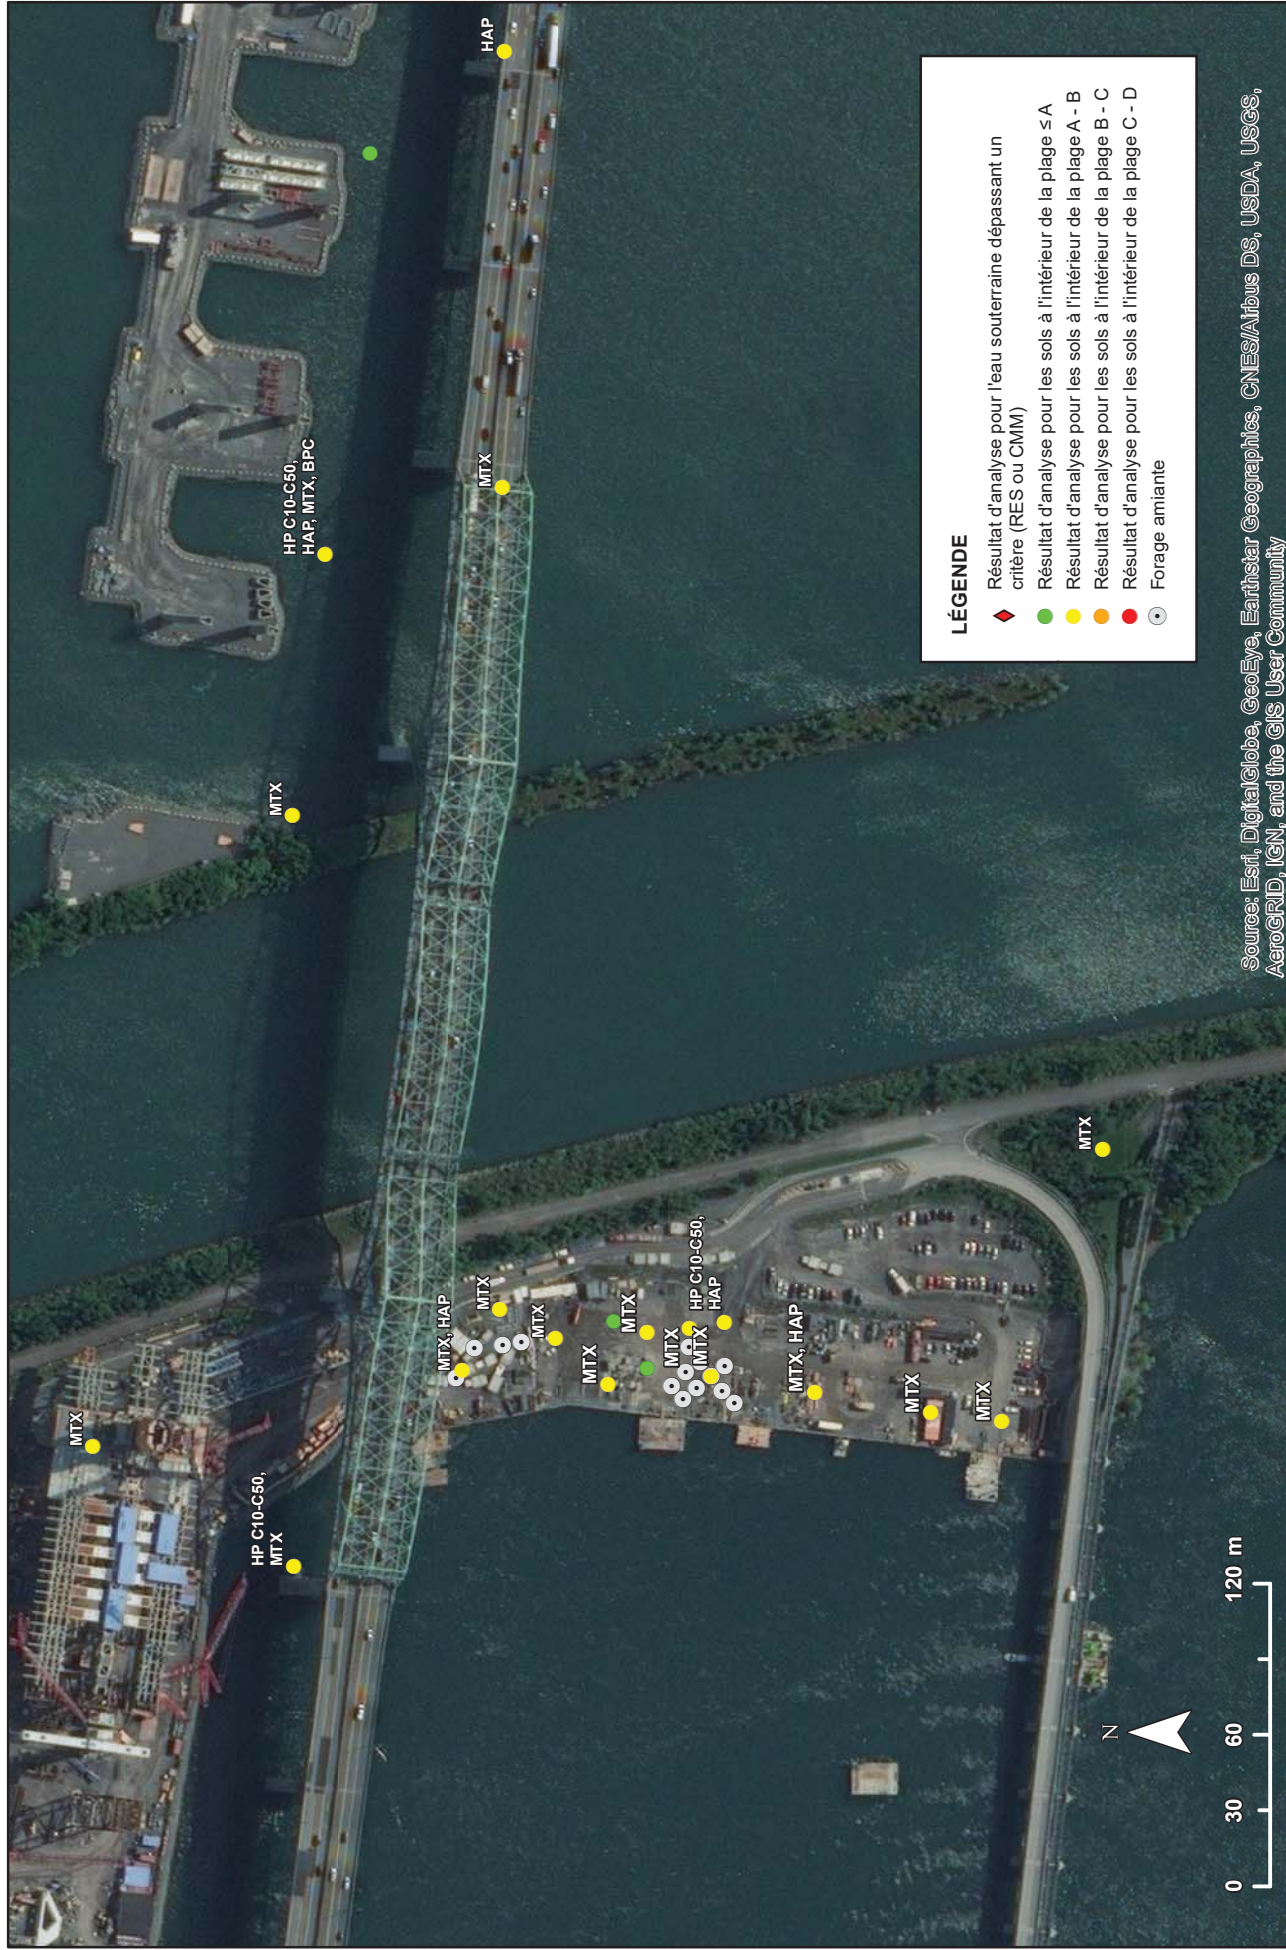 HAP
HP C10-C50,
HAP, MTX, BPC
MTX
MTX
MTX
HP C10-C50,
MTX
MTX, HAP
MTX
MTX
MTX
MTX
MTX
MTX
HP C10-C50,
HAP
MTX, HAP
MTX
MTX
MTX
LÉGENDE
Résultat d'analyse pour l'eau souterraine dépassant un
critère (RES ou CMM)
Résultat d'analyse pour les sols à l'intérieur de la plage ≤ A
Résultat d'analyse pour les sols à l'intérieur de la plage A - B
Résultat d'analyse pour les sols à l'intérieur de la plage B - C
Résultat d'analyse pour les sols à l'intérieur de la plage C - D
Forage amiante
N
0 30 60 120 m
Source: Esri, DigitalGlobe, GeoEye, Earthstar Geographics, CNES/Airbus DS, USDA, USGS,
AeroGRID, IGN, and the GIS User Community